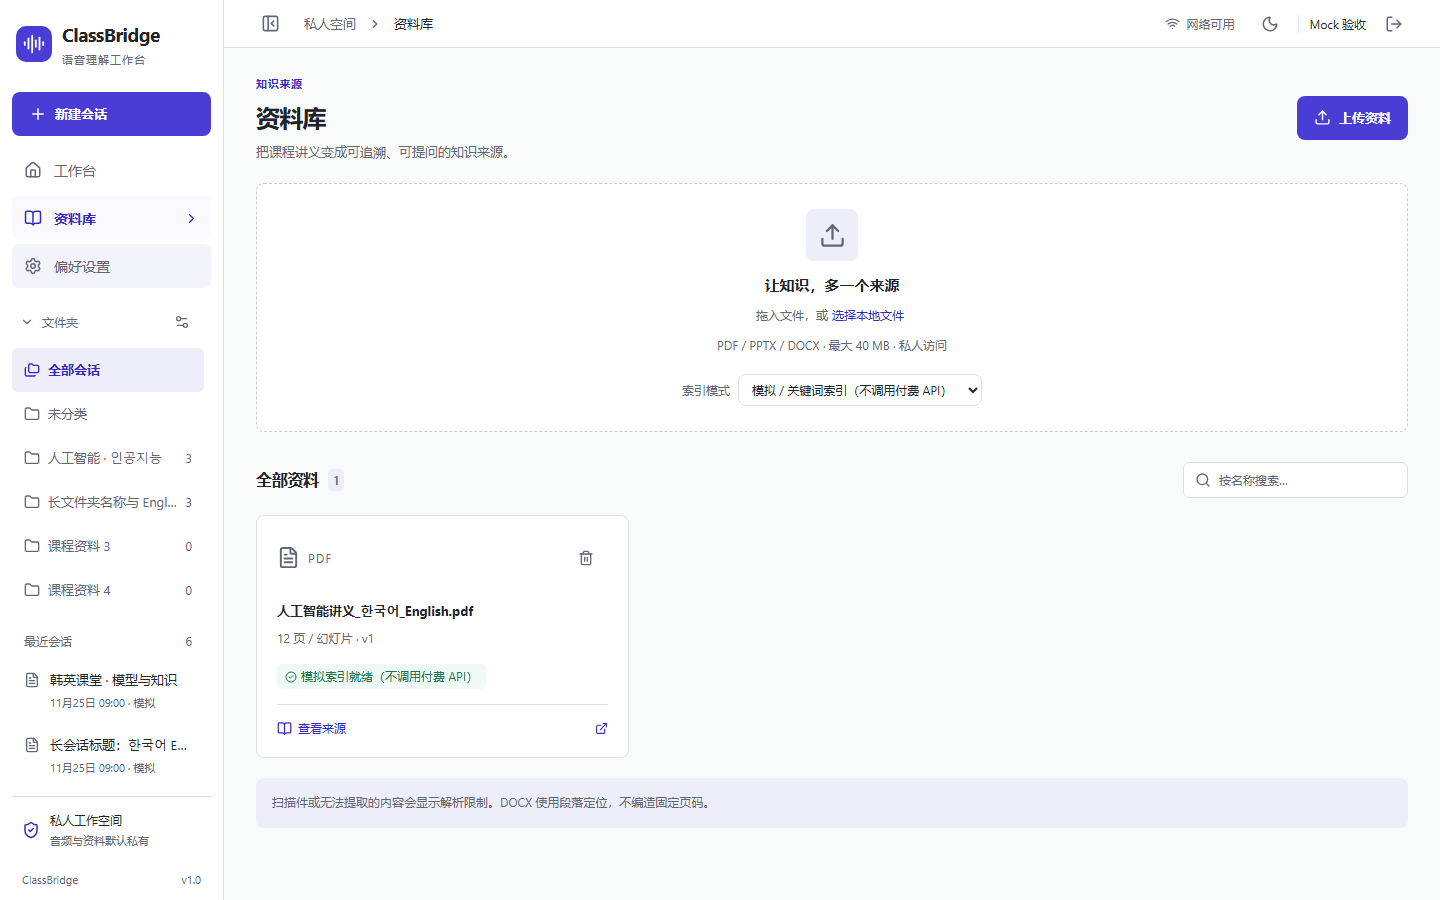 ClassBridge
语音理解工作台
新建会话
工作台
资料库
偏好设置
文件夹
全部会话
未分类
人工智能 · 인공지능 3
长文件夹名称与 Engl... 3
课程资料 3 0
课程资料 4 0
最近会话 6
韩英课堂 · 模型与知识
11月25日 09:00 · 模拟
长会话标题：한국어 E...
11月25日 09:00 · 模拟
私人工作空间
音频与资料默认私有
ClassBridge v1.0
私人空间 资料库
网络可用 Mock 验收
知识来源
资料库
把课程讲义变成可追溯、可提问的知识来源。
上传资料
让知识，多一个来源
拖入文件，或 选择本地文件
PDF / PPTX / DOCX · 最大 40 MB · 私人访问
索引模式 模拟 / 关键词索引（不调用付费 API）
全部资料 1
按名称搜索...
PDF
人工智能讲义_한국어_English.pdf
12 页 / 幻灯片 · v1
模拟索引就绪（不调用付费 API）
查看来源
扫描件或无法提取的内容会显示解析限制。DOCX 使用段落定位，不编造固定页码。